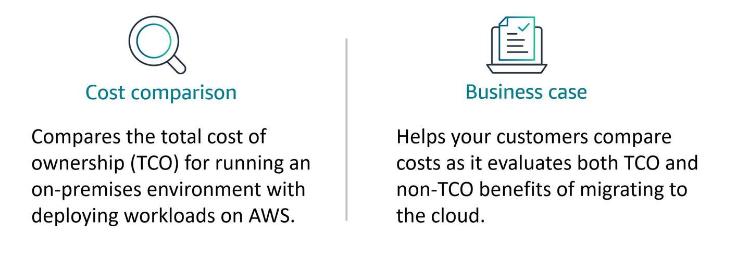 Cost comparison
Compares the total cost of
ownership (TCO) for running an
on-premises environment with
deploying workloads on AWS.
Business case
Helps your customers compare
costs as it evaluates both TCO and
non-TCO benefits of migrating to
the cloud.